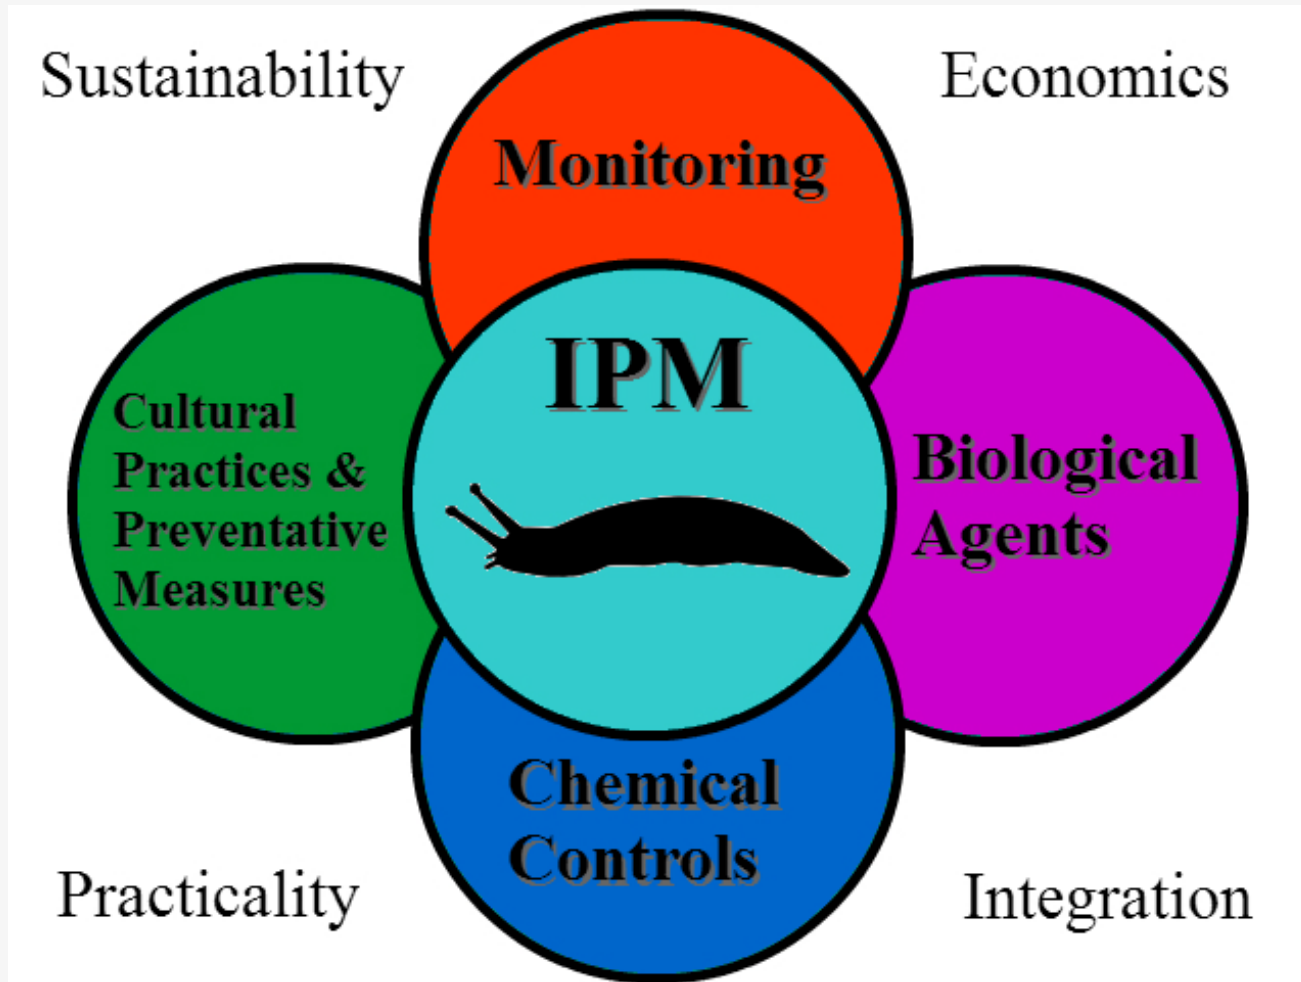 Sustainability
Economics
Monitoring
IPM
Cultural
Practices &
Preventative
Measures
Biological
Agents
Chemical
Controls
Practicality
Integration